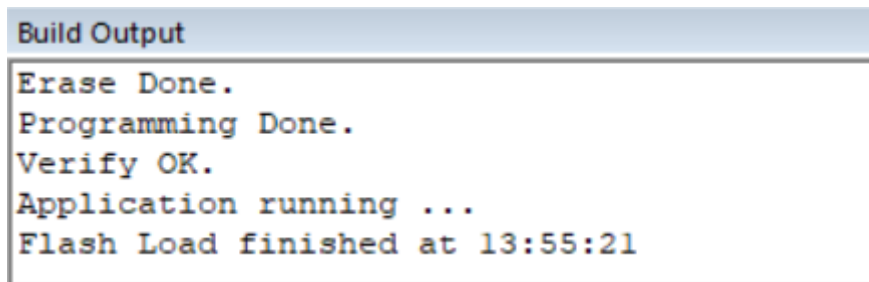 Build Output
Erase Done.
Programming Done.
Verify OK.
Application running ...
Flash Load finished at 13:55:21